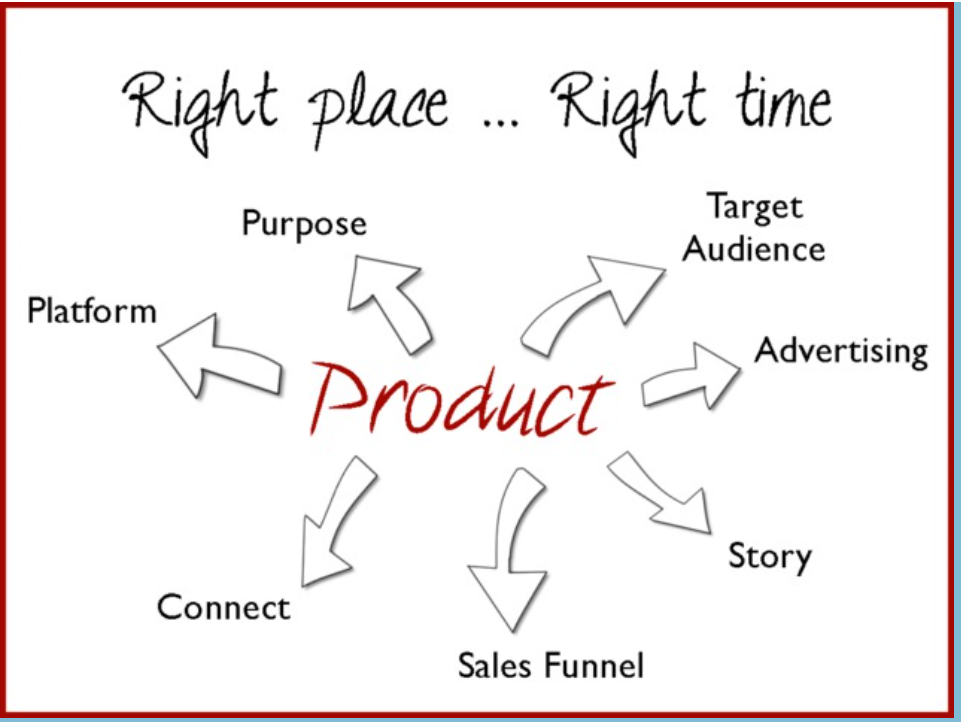 Right place ... Right time
Purpose
Target
Audience
Platform
Advertising
Product
Story
Connect
Sales Funnel